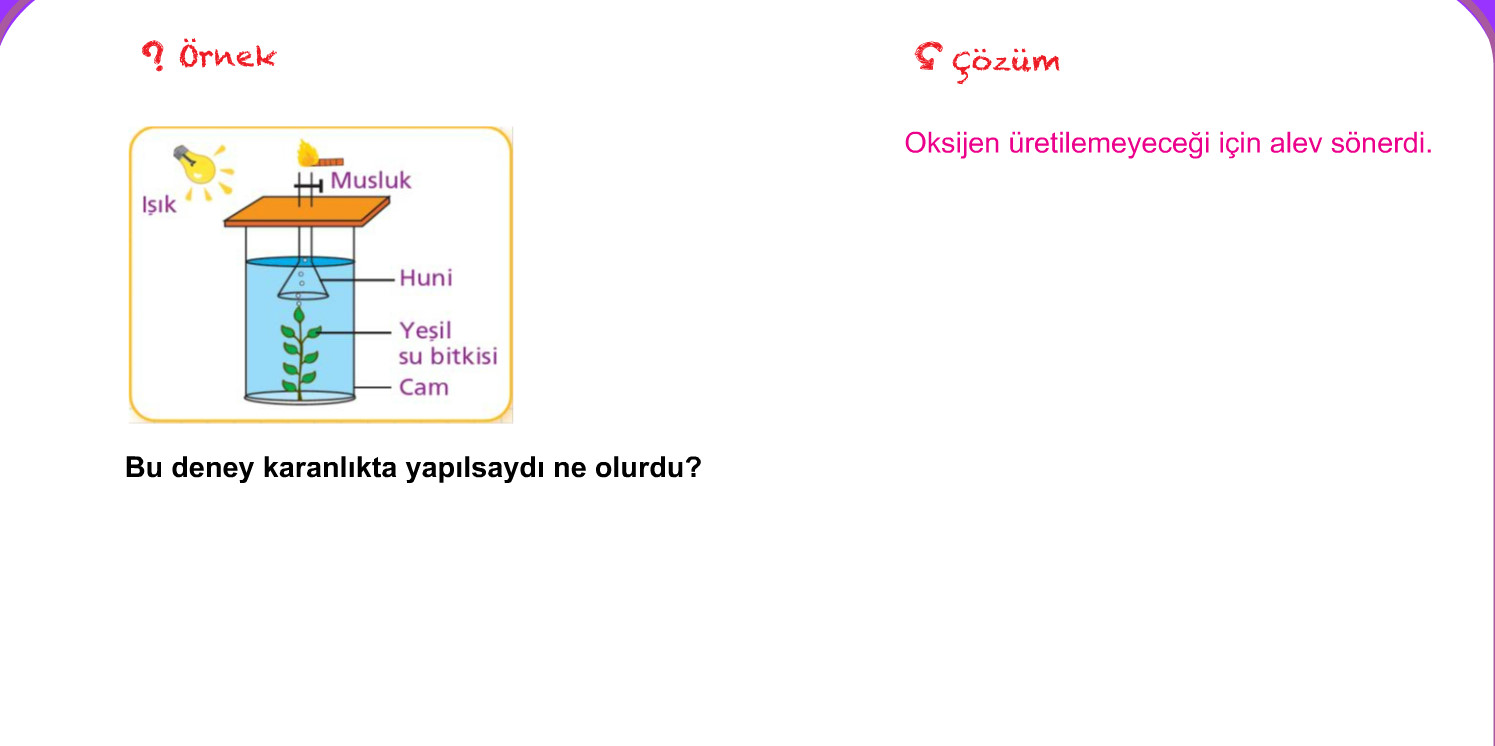 ? Örnek
Işık
Musluk
Huni
Yeşil
su bitkisi
Cam
Bu deney karanlıkta yapılsaydı ne olurdu?
Çözüm
Oksijen üretilemeyeceği için alev sönerdi.